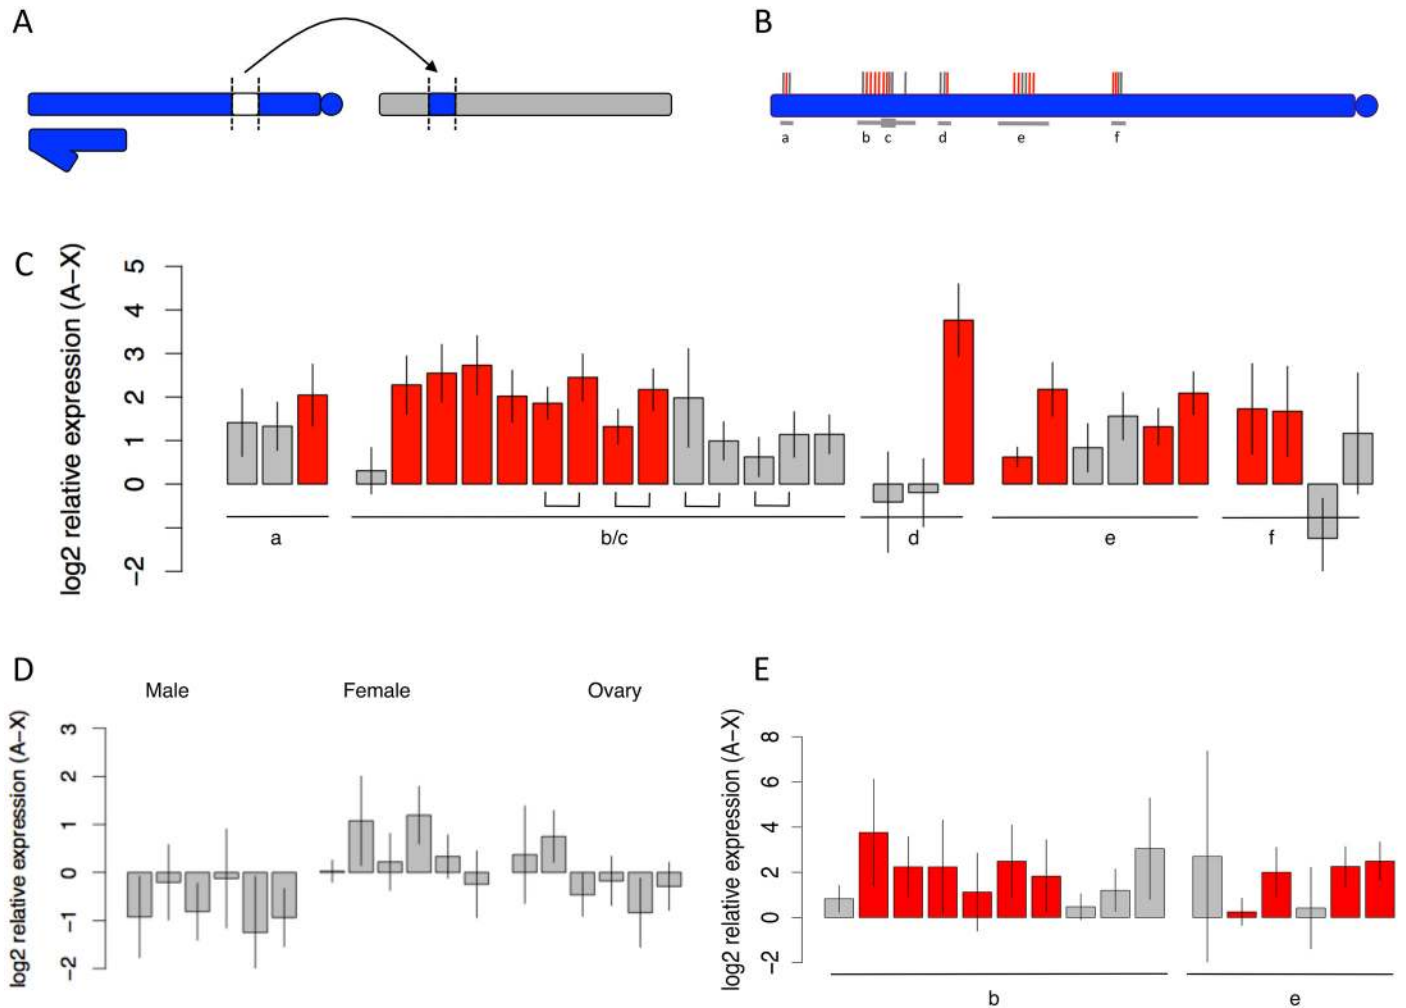 A
B
a
b
c
d
e
f
C
log2 relative expression (A−X)
5
4
3
2
1
0
−2
a
b/c
d
e
f
D
Male
Female
Ovary
log2 relative expression (A−X)
3
2
1
0
−1
−2
E
log2 relative expression (A−X)
8
6
4
2
0
−2
b
e